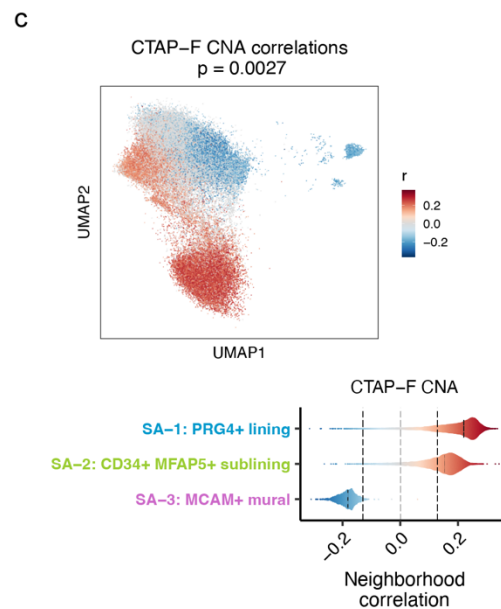 C
CTAP-F CNA correlations
p = 0.0027
UMAP2
UMAP1
r
0.2
0.0
-0.2
CTAP-F CNA
SA-1: PRG4+ lining
SA-2: CD34+ MFAP5+ sublining
SA-3: MCAM+ mural
-0.2
0.0
0.2
Neighborhood
correlation